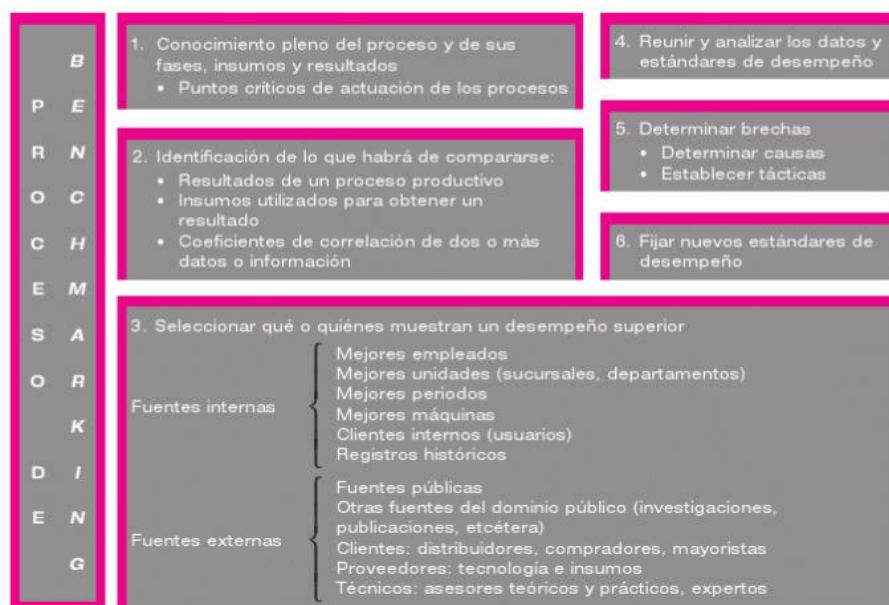 PROCESO DE
BENCHMARKING
1. Conocimiento pleno del proceso y de sus
fases, insumos y resultados
• Puntos críticos de actuación de los procesos
2. Identificación de lo que habrá de compararse:
• Resultados de un proceso productivo
• Insumos utilizados para obtener un
resultado
• Coeficientes de correlación de dos o más
datos o información
3. Seleccionar qué o quiénes muestran un desempeño superior
Fuentes internas
Mejores empleados
Mejores unidades (sucursales, departamentos)
Mejores periodos
Mejores máquinas
Clientes internos (usuarios)
Registros históricos
Fuentes externas
Fuentes públicas
Otras fuentes del dominio público (investigaciones,
publicaciones, etcétera)
Clientes: distribuidores, compradores, mayoristas
Proveedores: tecnología e insumos
Técnicos: asesores teóricos y prácticos, expertos
4. Reunir y analizar los datos y
estándares de desempeño
5. Determinar brechas
• Determinar causas
• Establecer tácticas
6. Fijar nuevos estándares de
desempeño